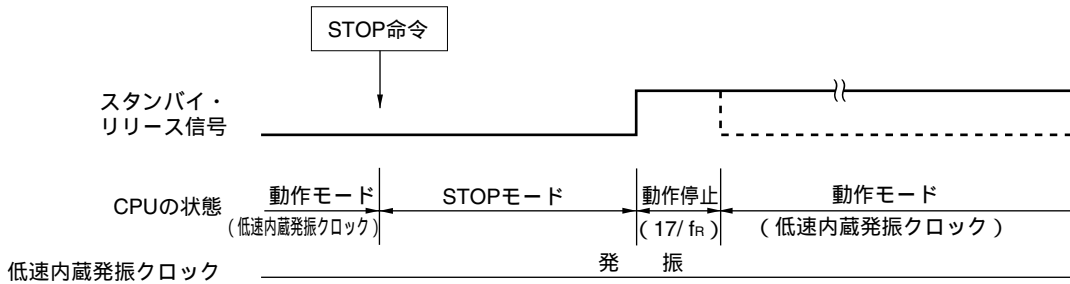 STOP命令
スタンバイ・
リリース信号
CPUの状態
動作モード
(低速内蔵発振クロック)
STOPモード
動作停止
(17/fR)
動作モード
(低速内蔵発振クロック)
低速内蔵発振クロック
発 振